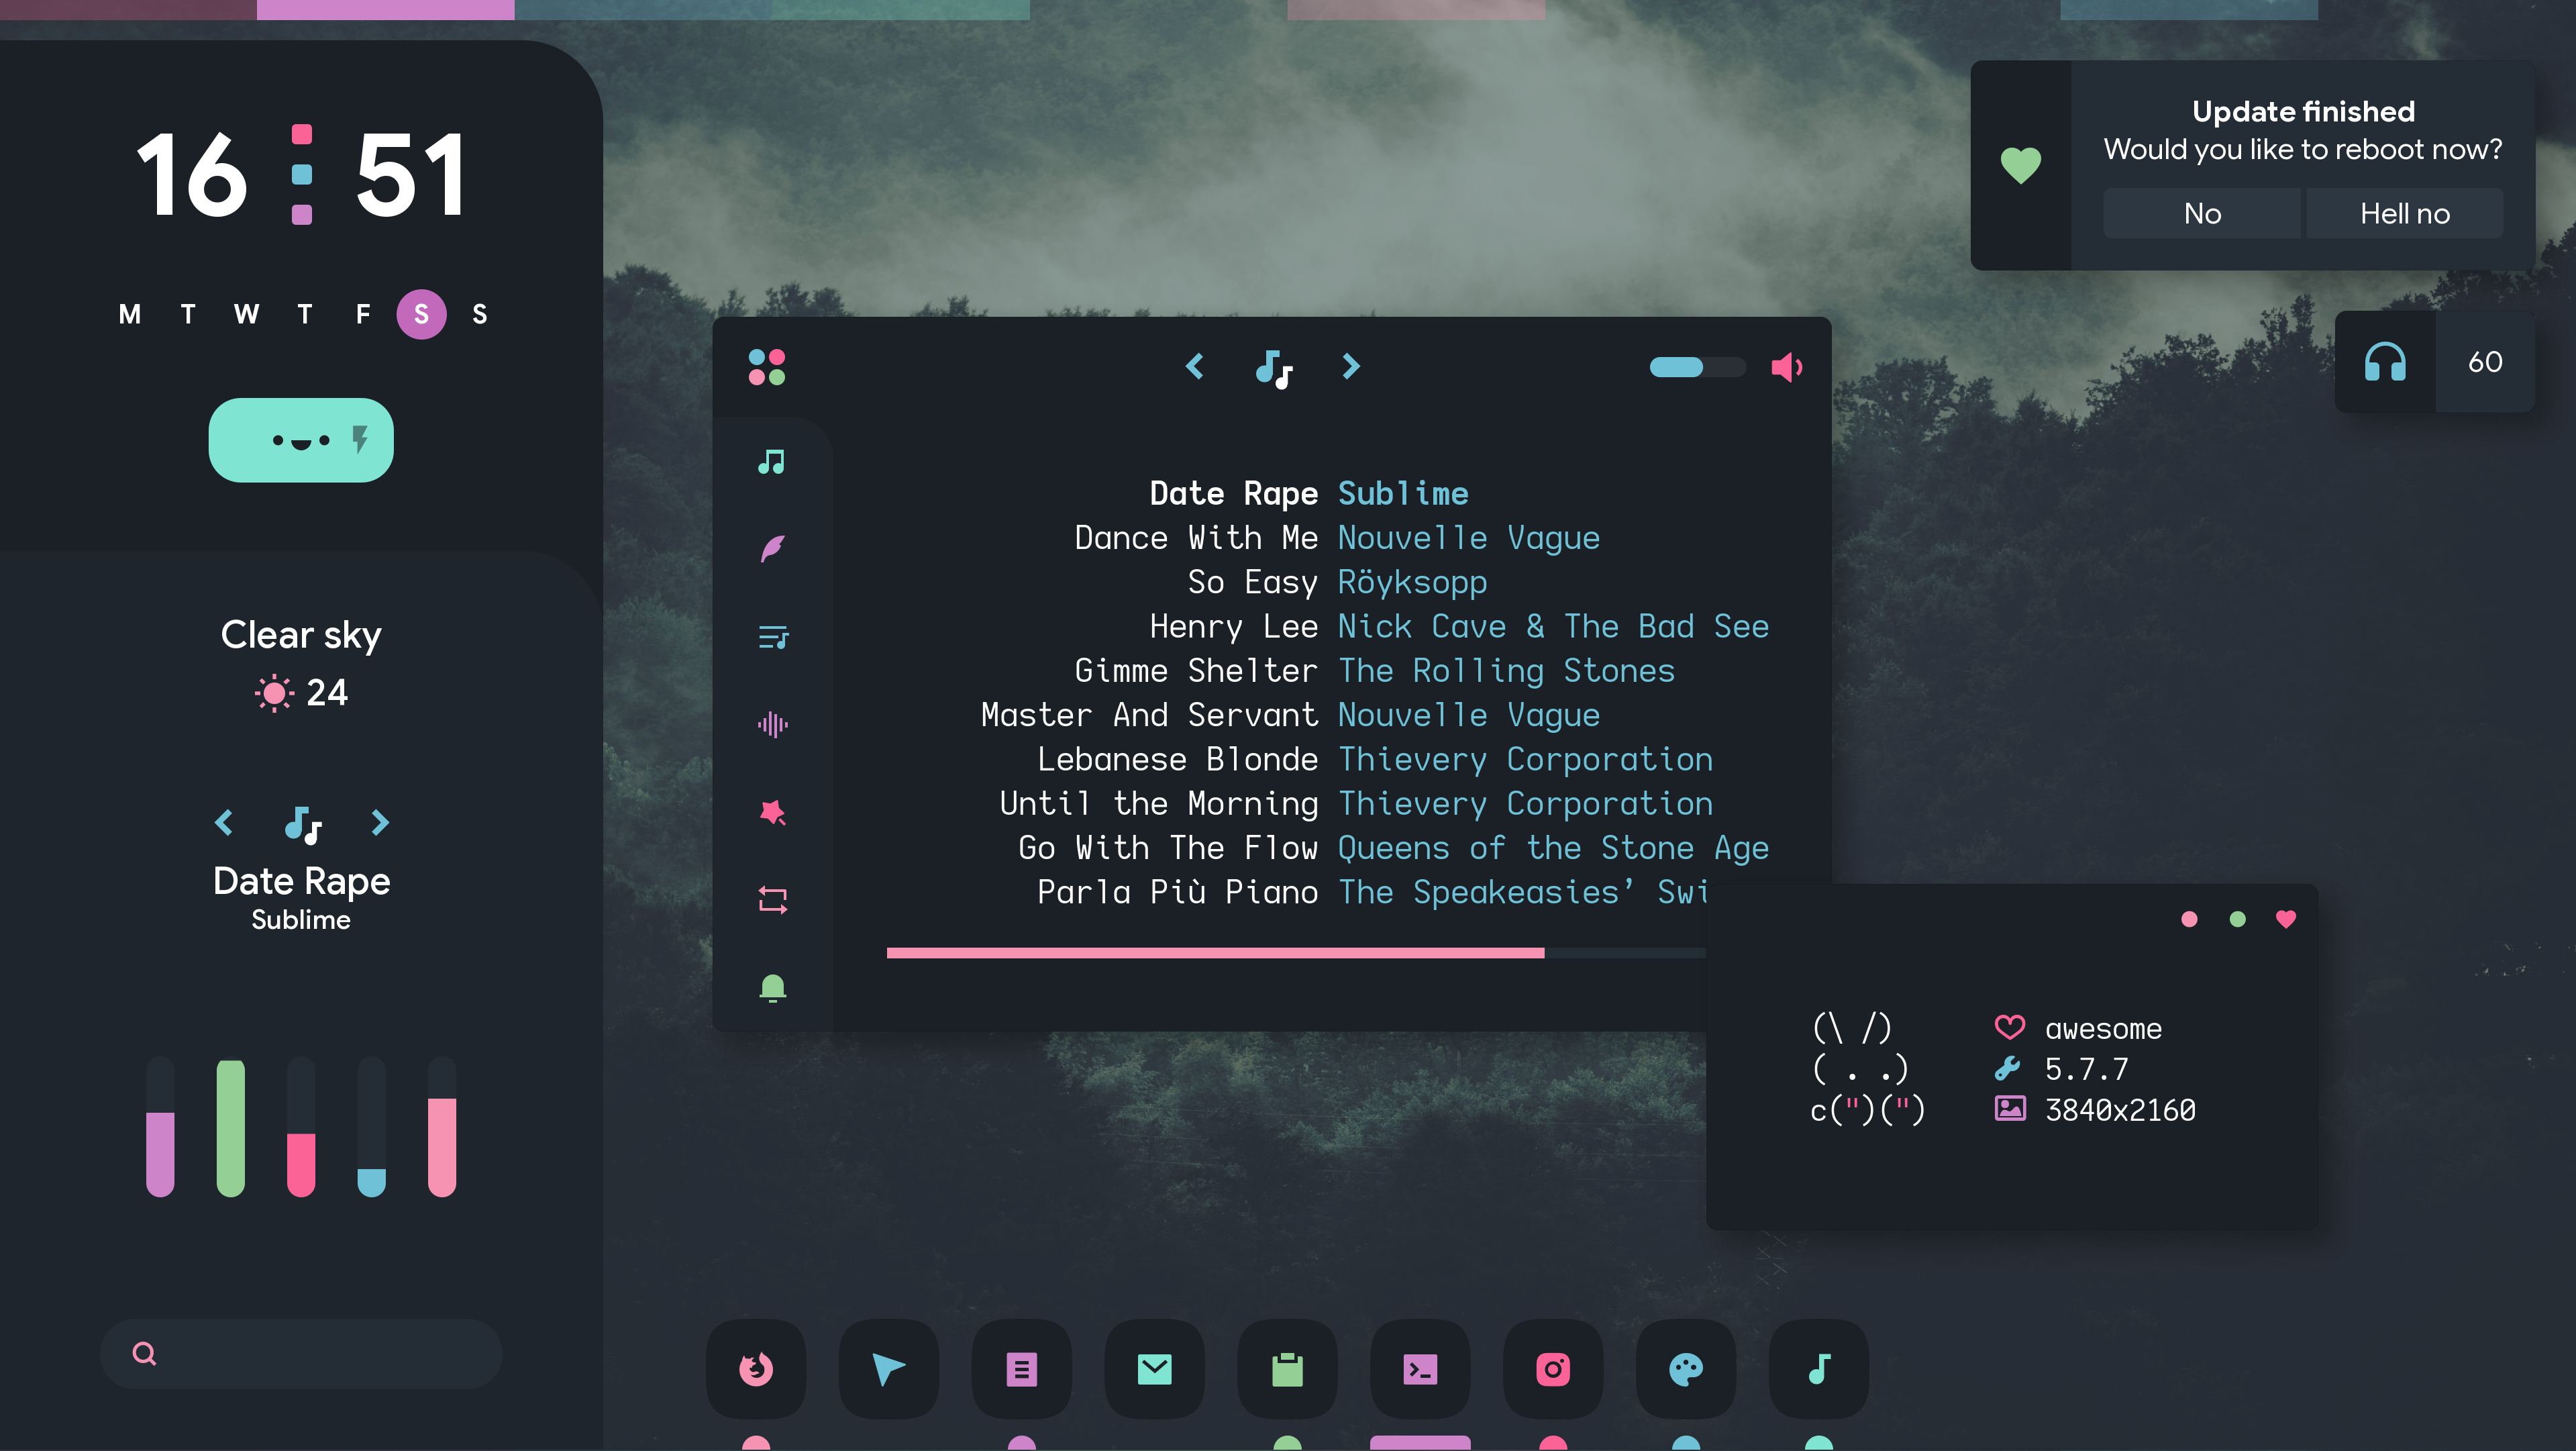 16 51
M T W T F S S
Clear sky
24
Date Rape
Sublime
Date Rape Sublime
Dance With Me Nouvelle Vague
So Easy Röyksopp
Henry Lee Nick Cave & The Bad See
Gimme Shelter The Rolling Stones
Master And Servant Nouvelle Vague
Lebanese Blonde Thievery Corporation
Until the Morning Thievery Corporation
Go With The Flow Queens of the Stone Age
Parla Più Piano The Speakeasies’ Swi
Update finished
Would you like to reboot now?
No Hell no
60
(\ /)
( . .)
c(")(")
awesome
5.7.7
3840x2160